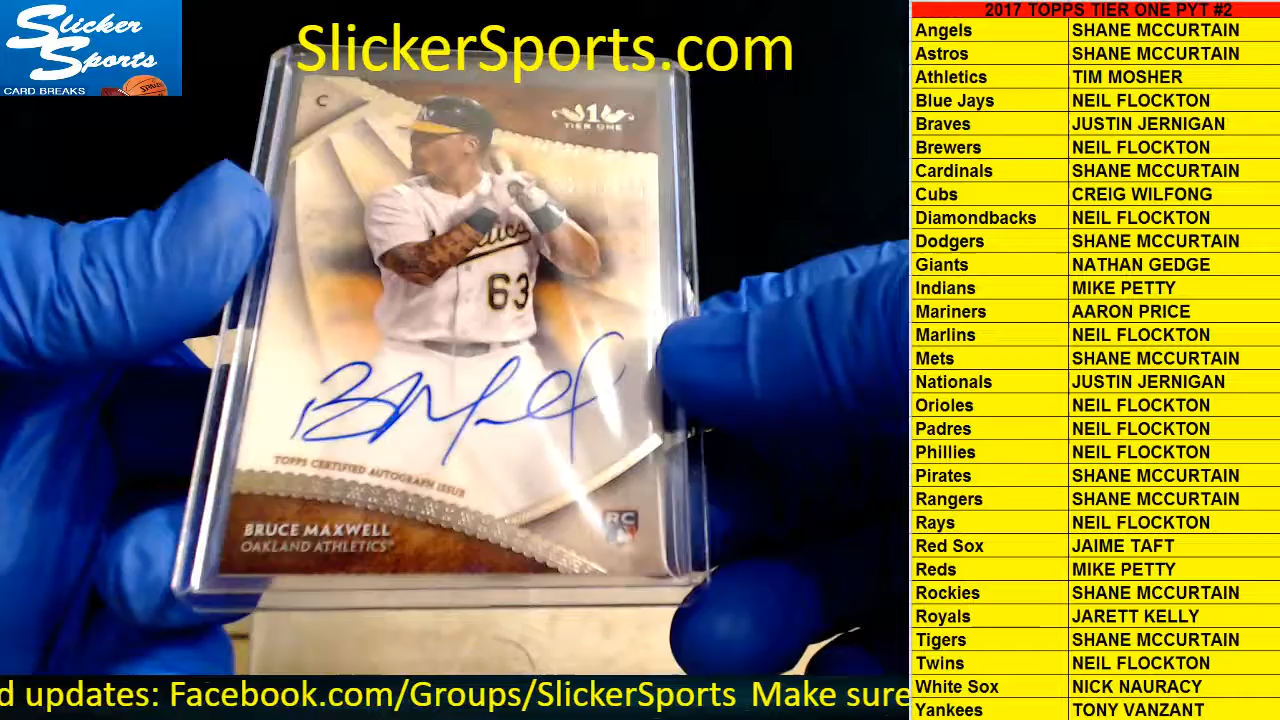 Slicker
Sports
CARD BREAKS
SlickerSports.com
C
1
TIER ONE
63
TOPPS CERTIFIED AUTOGRAPH ISSUE
BRUCE MAXWELL
OAKLAND ATHLETICS
RC
d updates: Facebook.com/Groups/SlickerSports Make sure
2017 TOPPS TIER ONE PYT #2
Angels SHANE MCCURTAIN
Astros SHANE MCCURTAIN
Athletics TIM MOSHER
Blue Jays NEIL FLOCKTON
Braves JUSTIN JERNIGAN
Brewers NEIL FLOCKTON
Cardinals SHANE MCCURTAIN
Cubs CREIG WILFONG
Diamondbacks NEIL FLOCKTON
Dodgers SHANE MCCURTAIN
Giants NATHAN GEDGE
Indians MIKE PETTY
Mariners AARON PRICE
Marlins NEIL FLOCKTON
Mets SHANE MCCURTAIN
Nationals JUSTIN JERNIGAN
Orioles NEIL FLOCKTON
Padres NEIL FLOCKTON
Phillies NEIL FLOCKTON
Pirates SHANE MCCURTAIN
Rangers SHANE MCCURTAIN
Rays NEIL FLOCKTON
Red Sox JAIME TAFT
Reds MIKE PETTY
Rockies SHANE MCCURTAIN
Royals JARETT KELLY
Tigers SHANE MCCURTAIN
Twins NEIL FLOCKTON
White Sox NICK NAURACY
Yankees TONY VANZANT